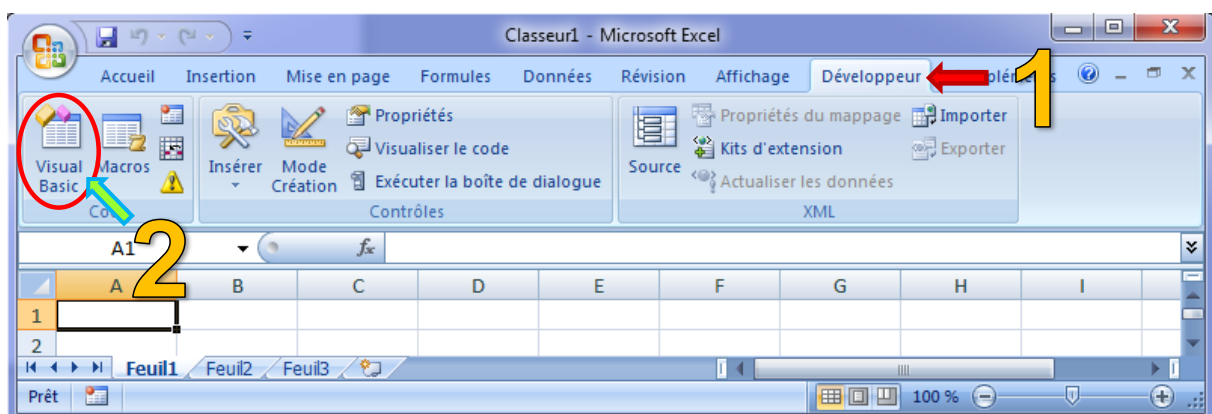 Classeur1 - Microsoft Excel
Accueil Insertion Mise en page Formules Données Révision Affichage Développeur
1
Visual Basic
Macros
Insérer
Mode Création
Propriétés
Visualiser le code
Exécuter la boîte de dialogue
Contrôles
Source
Propriétés du mappage
Kits d'extension
Actualiser les données
Importer
Exporter
XML
2
A1 fx
A B C D E F G H I
1
2
Feuil1 Feuil2 Feuil3
Prêt 100 %